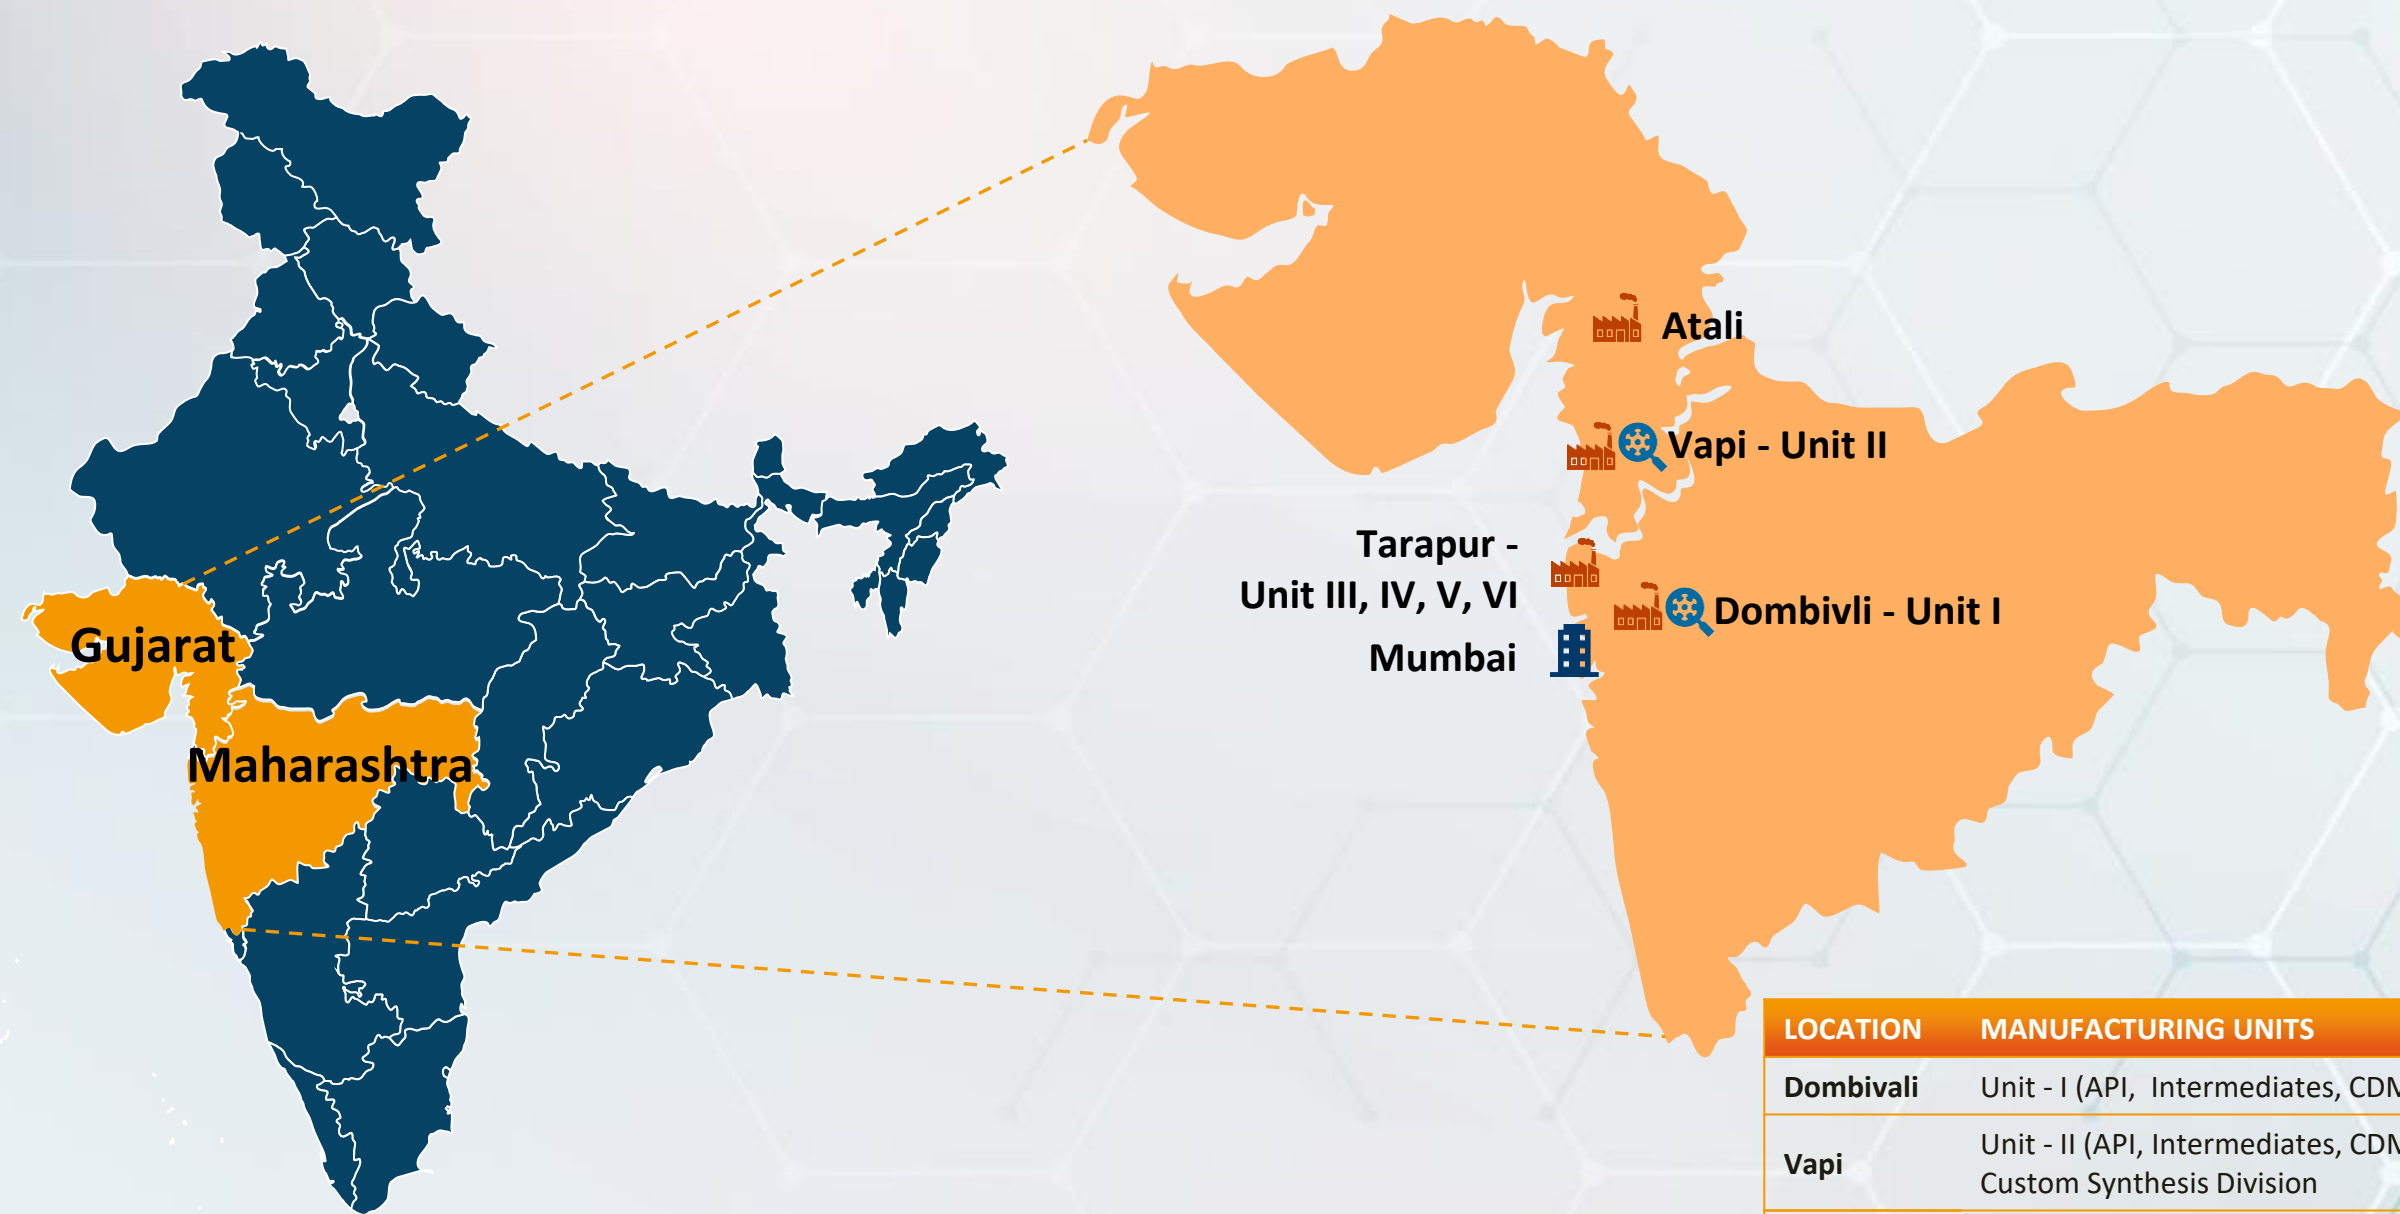 Gujarat
Maharashtra
Atali
Vapi - Unit II
Tarapur -
Unit III, IV, V, VI
Dombivli - Unit I
Mumbai
LOCATION MANUFACTURING UNITS
Dombivali Unit - I (API, Intermediates,
Vapi Unit - II (API, Intermediates,
Custom Synthesis Division